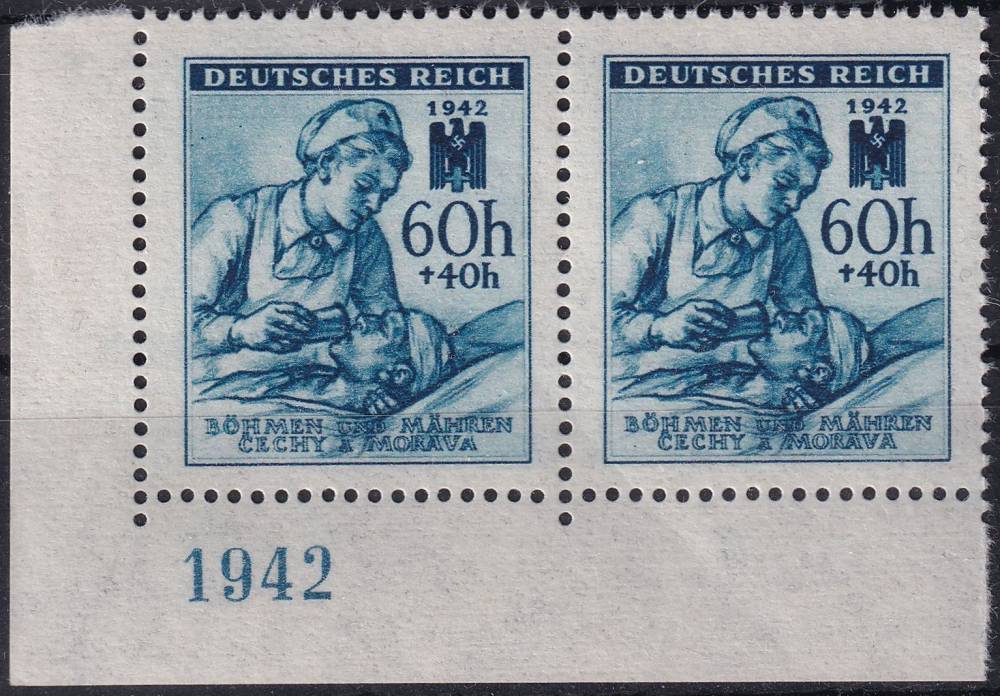 DEUTSCHES REICH
1942
60h
+40h
BÖHMEN UND MÄHREN
ČECHY A MORAVA
DEUTSCHES REICH
1942
60h
+40h
BÖHMEN UND MÄHREN
ČECHY A MORAVA
1942